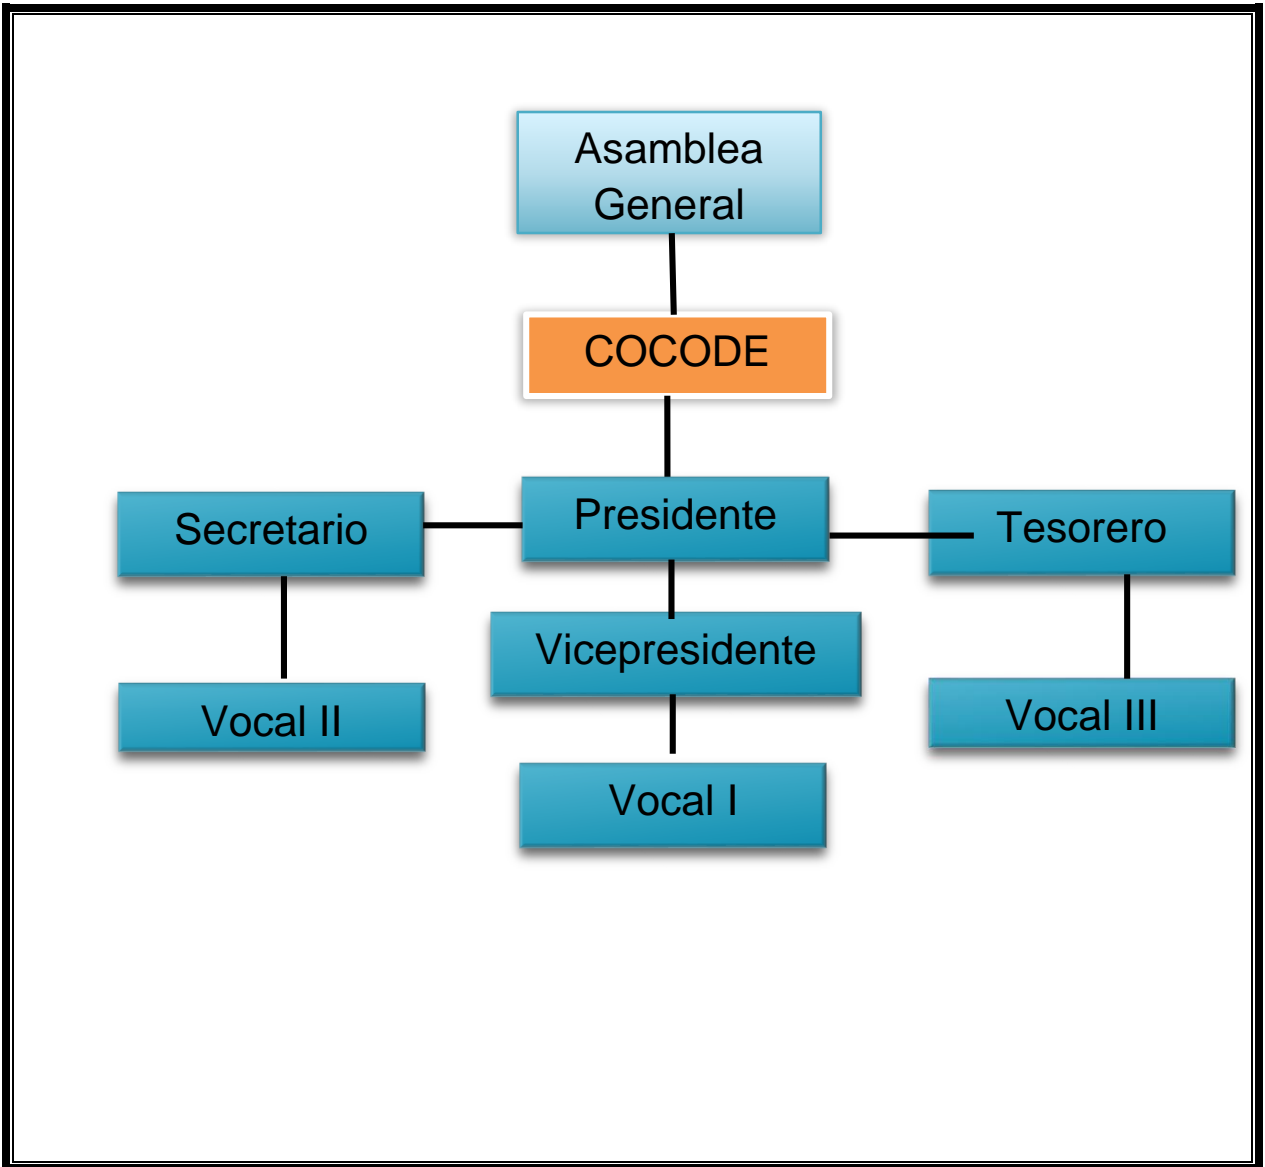 Asamblea
General
COCODE
Secretario
Presidente
Tesorero
Vicepresidente
Vocal II
Vocal III
Vocal I